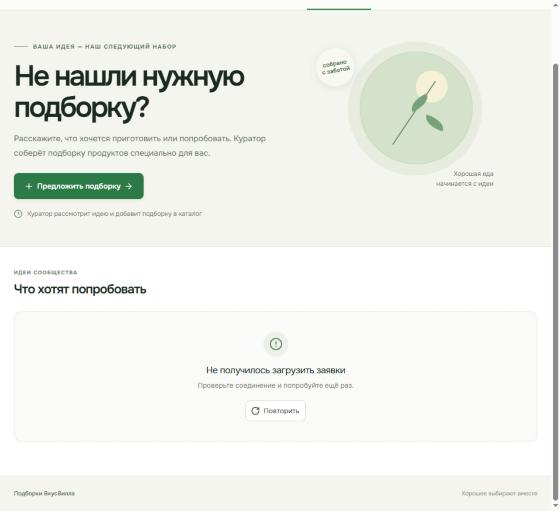 ВАША ИДЕЯ — НАШ СЛЕДУЮЩИЙ НАБОР
Не нашли нужную
подборку?
Расскажите, что хочется приготовить или попробовать. Куратор
соберёт подборку продуктов специально для вас.
+ Предложить подборку →
Куратор рассмотрит идею и добавит подборку в каталог
собрано
с заботой
Хорошая еда
начинается с идеи
ИДЕИ СООБЩЕСТВА
Что хотят попробовать
Не получилось загрузить заявки
Проверьте соединение и попробуйте ещё раз.
Повторить
Подборки ВкусВилла
Хорошее выбирают вместе